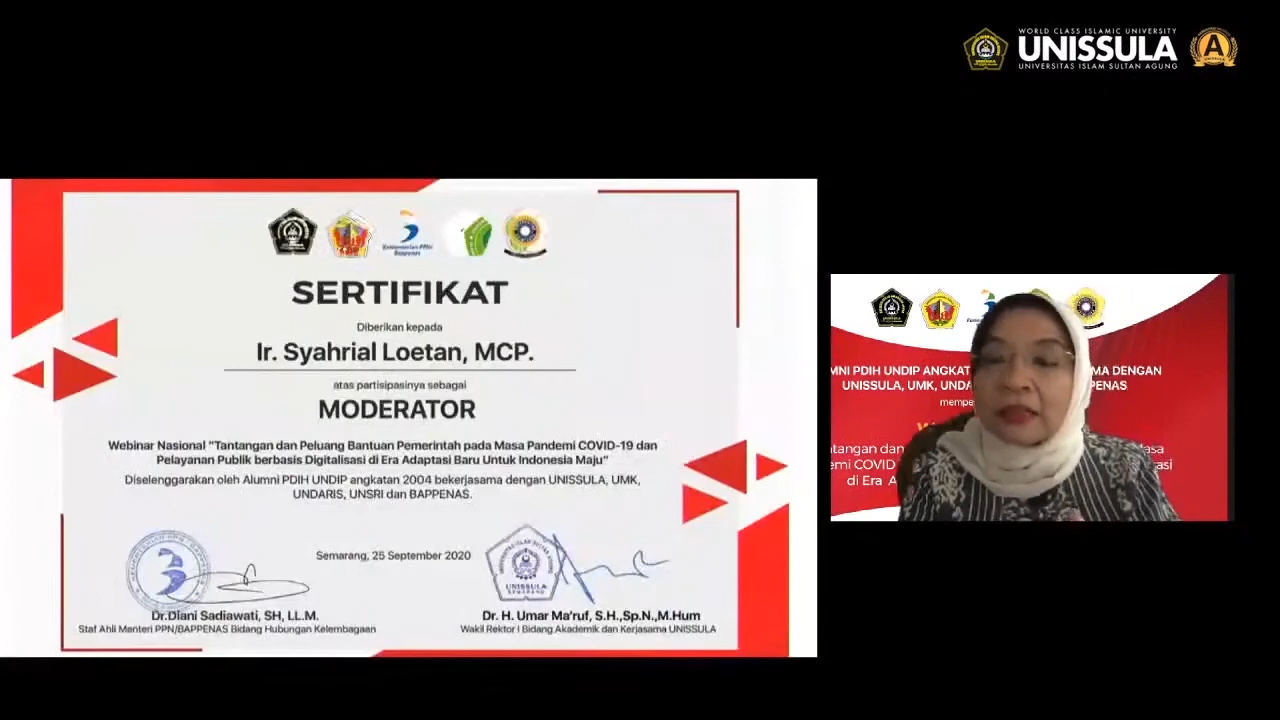 WORLD CLASS ISLAMIC UNIVERSITY
UNISSULA
UNIVERSITAS ISLAM SULTAN AGUNG
A
SERTIFIKAT
Diberikan kepada
Ir. Syahrial Loetan, MCP.
atas partisipasinya sebagai
MODERATOR
Webinar Nasional "Tantangan dan Peluang Bantuan Pemerintah pada Masa Pandemi COVID-19 dan
Pelayanan Publik berbasis Digitalisasi di Era Adaptasi Baru Untuk Indonesia Maju"
Diselenggarakan oleh Alumni PDIH UNDIP angkatan 2004 bekerjasama dengan UNISSULA, UMK,
UNDARIS, UNSRI dan BAPPENAS.
Semarang, 25 September 2020
UNISSULA
SEMARANG
Dr.Diani Sadiawati, SH, LL.M.
Staf Ahli Menteri PPN/BAPPENAS Bidang Hubungan Kelembagaan
Dr. H. Umar Ma'ruf, S.H.,Sp.N.,M.Hum
Wakil Rektor I Bidang Akademik dan Kerjasama UNISSULA
MNI PDIH UNDIP ANGKAT MA DENGAN
UNISSULA, UMK, UNDA PPENAS
mempe
tangan dan asa
emi COVID asi
di Era A